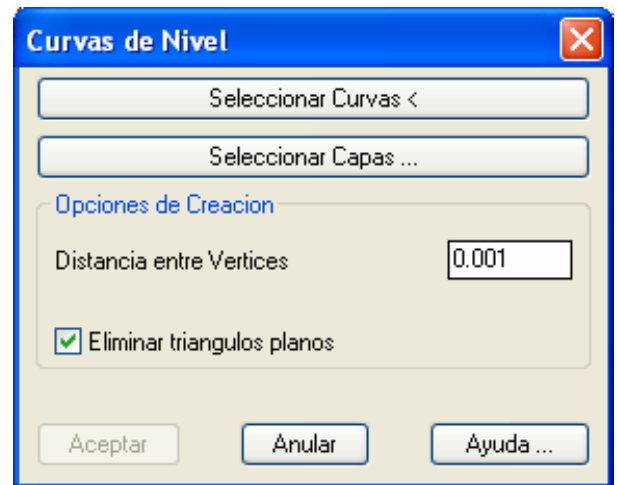 Curvas de Nivel
Seleccionar Curvas <
Seleccionar Capas ...
Opciones de Creacion
Distancia entre Vertices 0.001
Eliminar triangulos planos
Aceptar Anular Ayuda ...